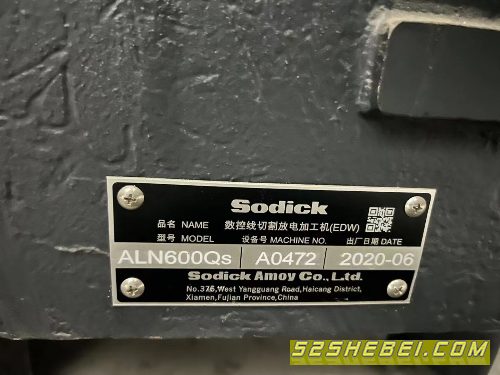 Sodick
品名 NAME 数控线切割放电加工机(EDW)
型号 MODEL 设备号 MACHINE NO. 出厂日期 DATE
ALN600Qs A0472 2020-06
Sodick Amoy Co.,Ltd.
No.376,West Yangguang Road,Haicang District,
Xiamen,Fujian Province,China
52SHEBEI.COM